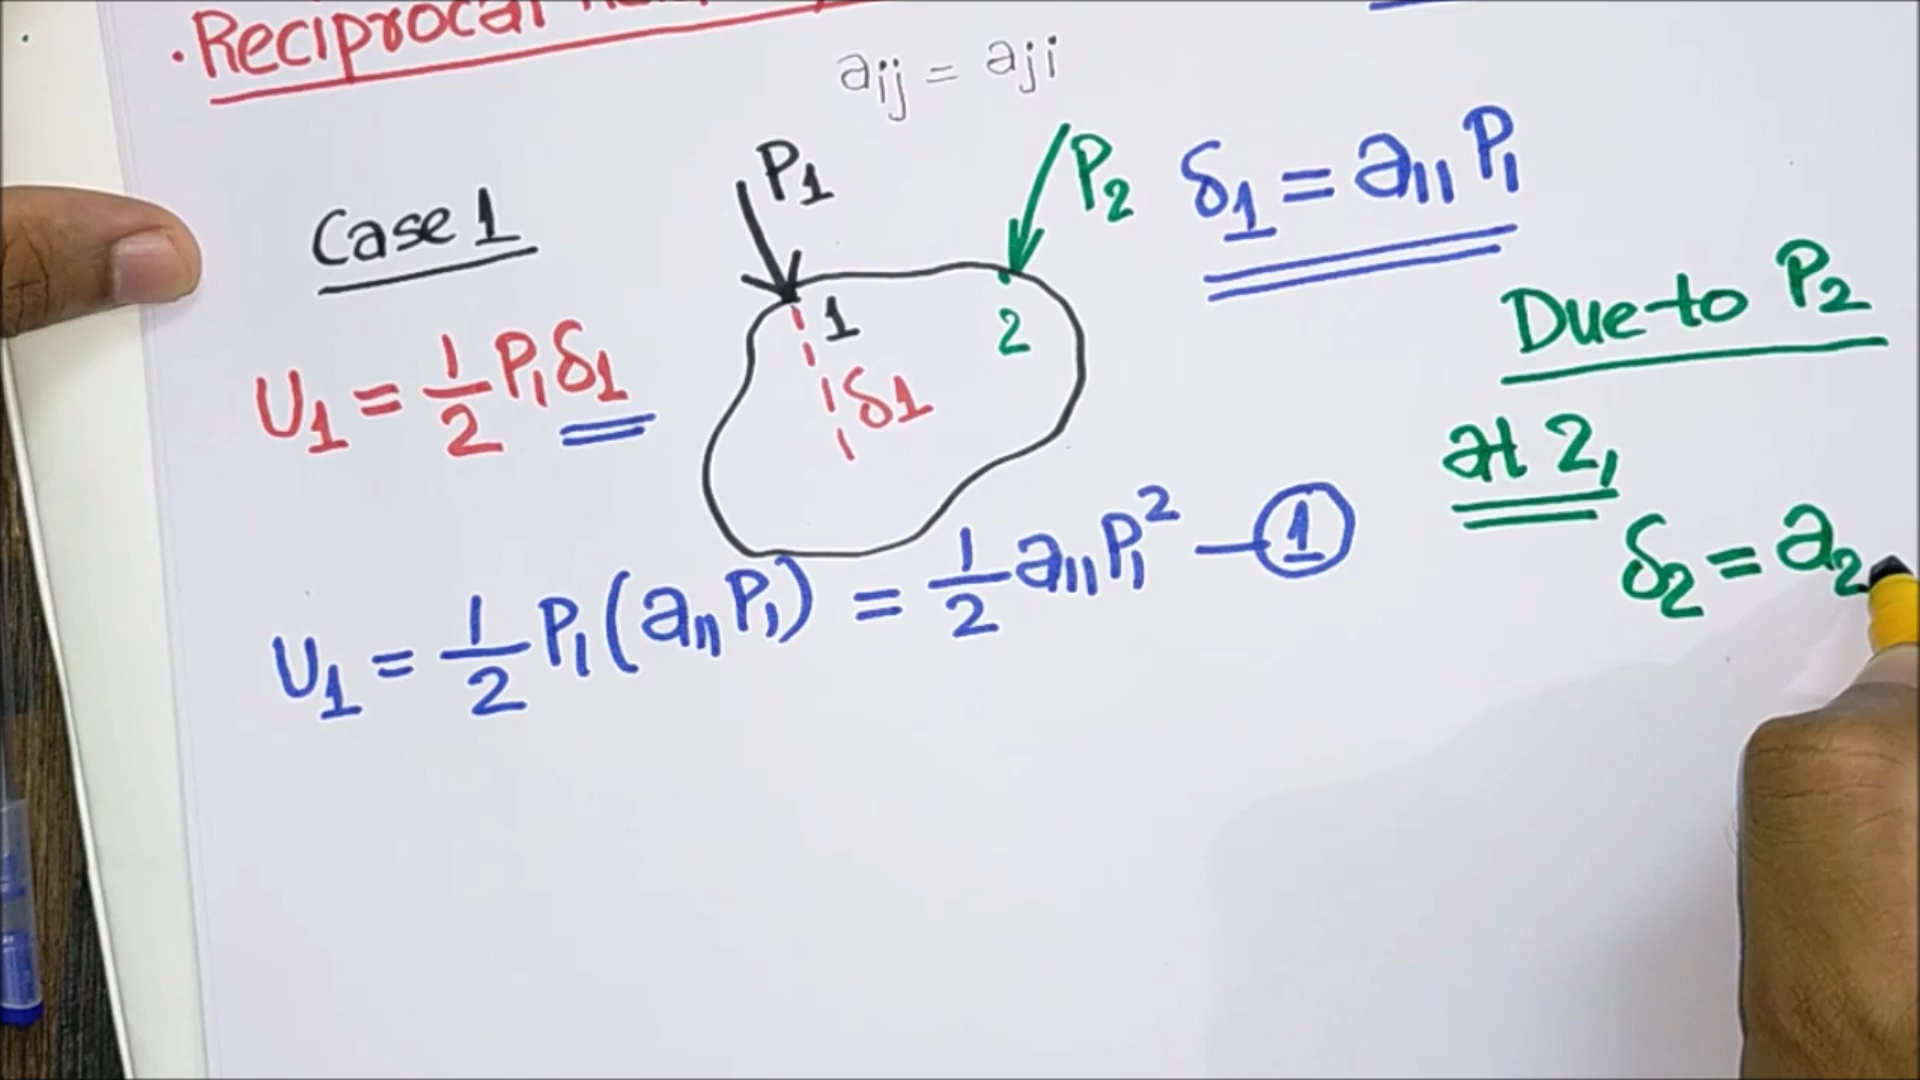 · Reciprocal
aij = aji
Case 1
P1
P2
δ1 = a11 P1
Due to P2
1
2
δ1
U1 = 1/2 P1 δ1
at 2,
δ2 = a2
U1 = 1/2 P1 (a11 P1) = 1/2 a11 P1² — ①